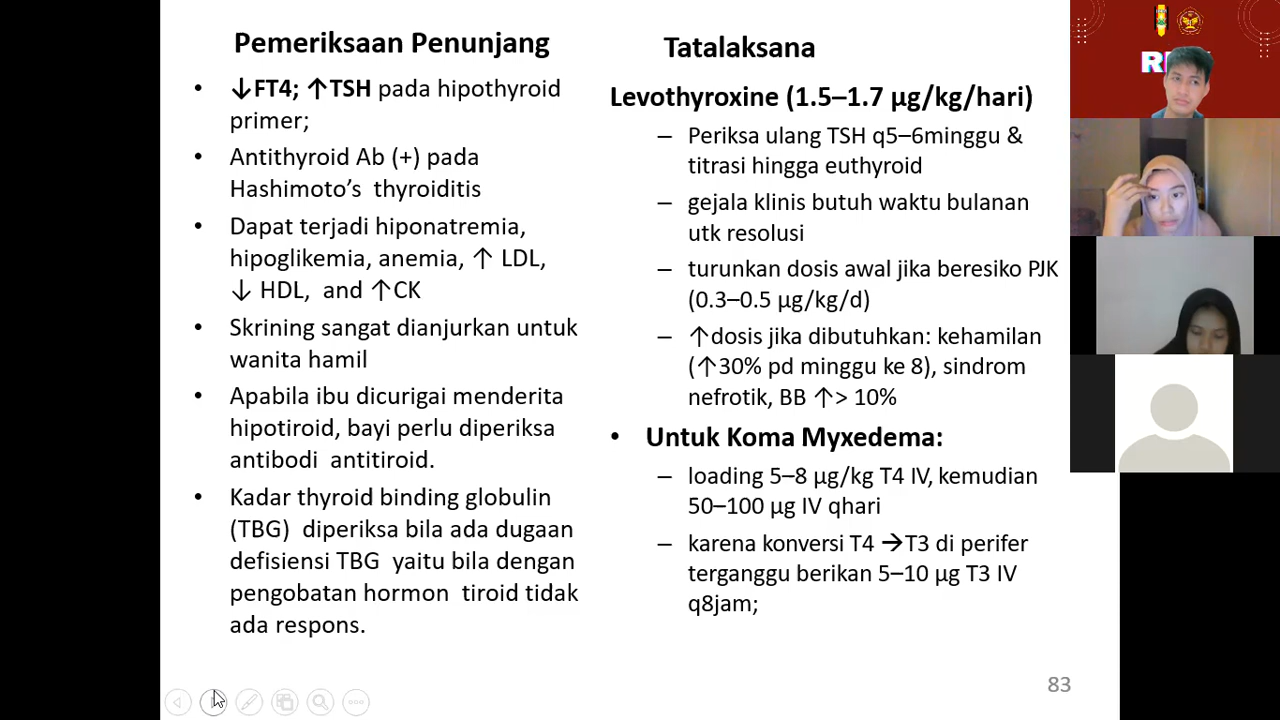 Pemeriksaan Penunjang
• ↓FT4; ↑TSH pada hipothyroid
primer;
• Antithyroid Ab (+) pada
Hashimoto's thyroiditis
• Dapat terjadi hiponatremia,
hipoglikemia, anemia, ↑ LDL,
↓ HDL, and ↑CK
• Skrining sangat dianjurkan untuk
wanita hamil
• Apabila ibu dicurigai menderita
hipotiroid, bayi perlu diperiksa
antibodi antitiroid.
• Kadar thyroid binding globulin
(TBG) diperiksa bila ada dugaan
defisiensi TBG yaitu bila dengan
pengobatan hormon tiroid tidak
ada respons.
Tatalaksana
Levothyroxine (1.5–1.7 µg/kg/hari)
– Periksa ulang TSH q5–6minggu &
titrasi hingga euthyroid
– gejala klinis butuh waktu bulanan
utk resolusi
– turunkan dosis awal jika beresiko PJK
(0.3–0.5 µg/kg/d)
– ↑dosis jika dibutuhkan: kehamilan
(↑30% pd minggu ke 8), sindrom
nefrotik, BB ↑> 10%
• Untuk Koma Myxedema:
– loading 5–8 µg/kg T4 IV, kemudian
50–100 µg IV qhari
– karena konversi T4 →T3 di perifer
terganggu berikan 5–10 µg T3 IV
q8jam;
83